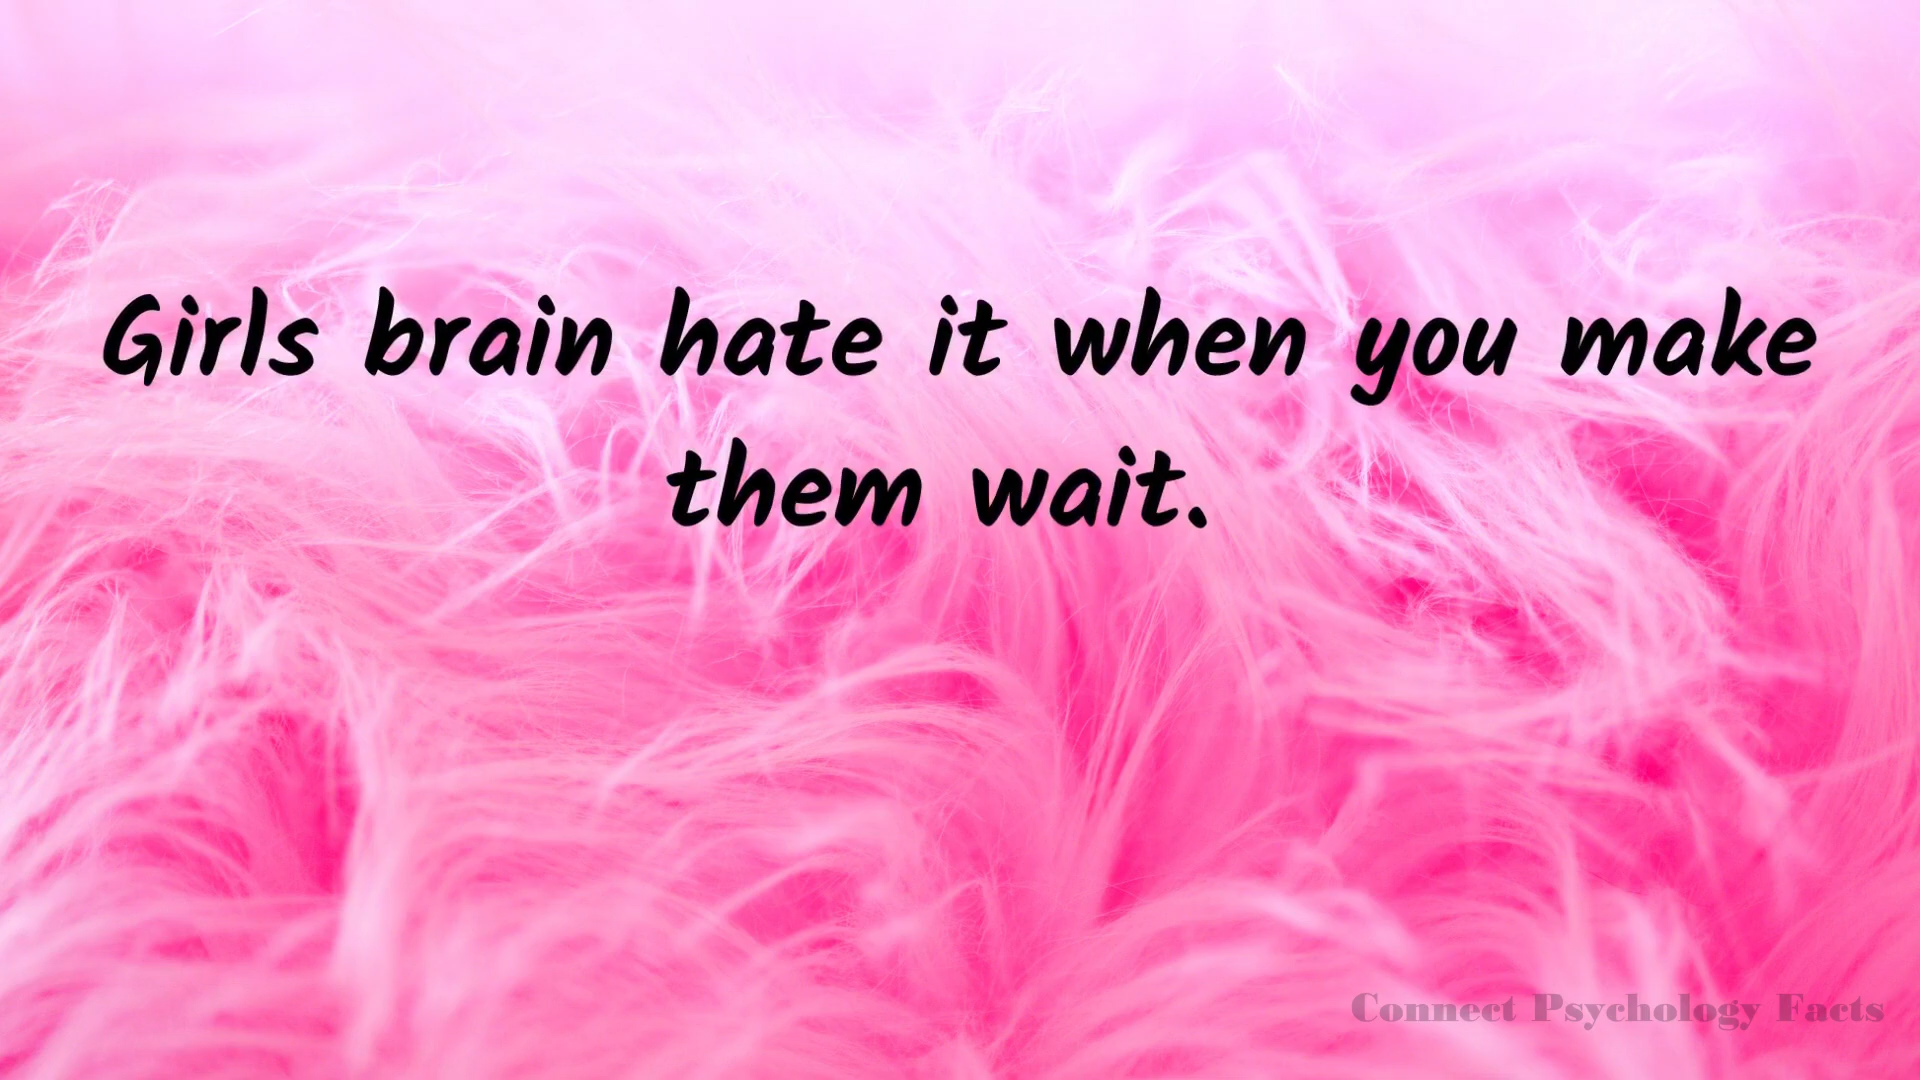 Girls brain hate it when you make
them wait.
Connect Psychology Facts